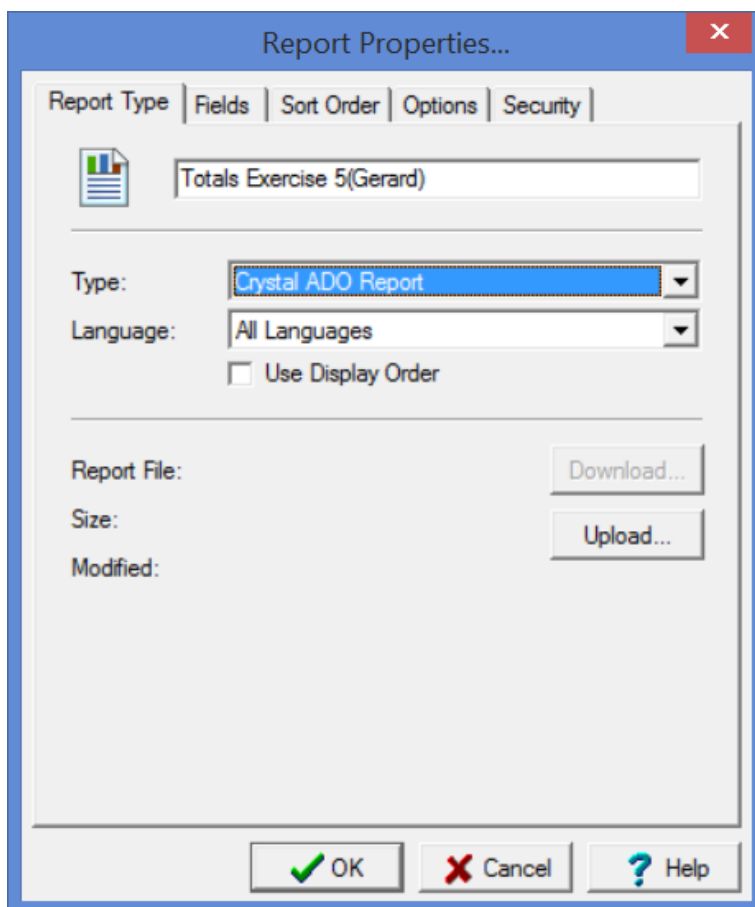 Report Properties...
Report Type Fields Sort Order Options Security
Totals Exercise 5(Gerard)
Type: Crystal ADO Report
Language: All Languages
Use Display Order
Report File: Download...
Size:
Upload...
Modified:
OK Cancel ? Help